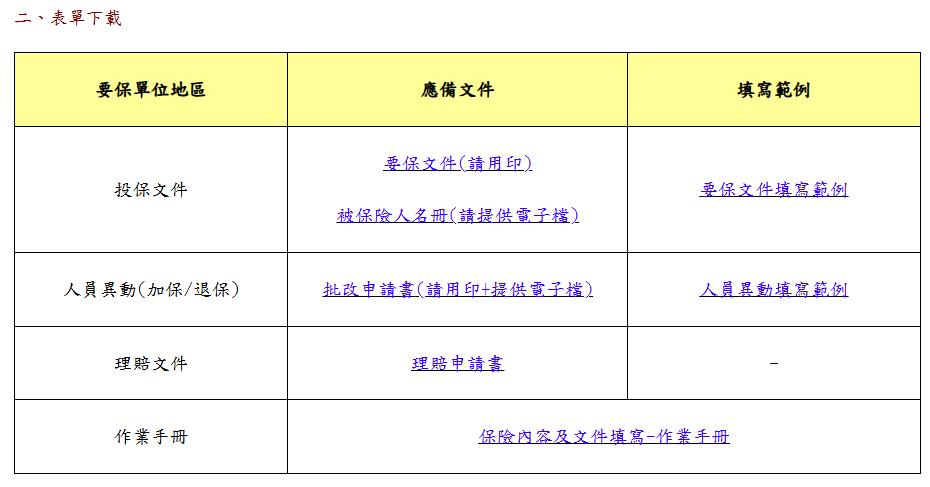 二、表單下載
要保單位地區
應備文件
填寫範例
投保文件
要保文件(請用印)
被保險人名冊(請提供電子檔)
要保文件填寫範例
人員異動(加保/退保)
批改申請書(請用印+提供電子檔)
人員異動填寫範例
理賠文件
理賠申請書
-
作業手冊
保險內容及文件填寫-作業手冊